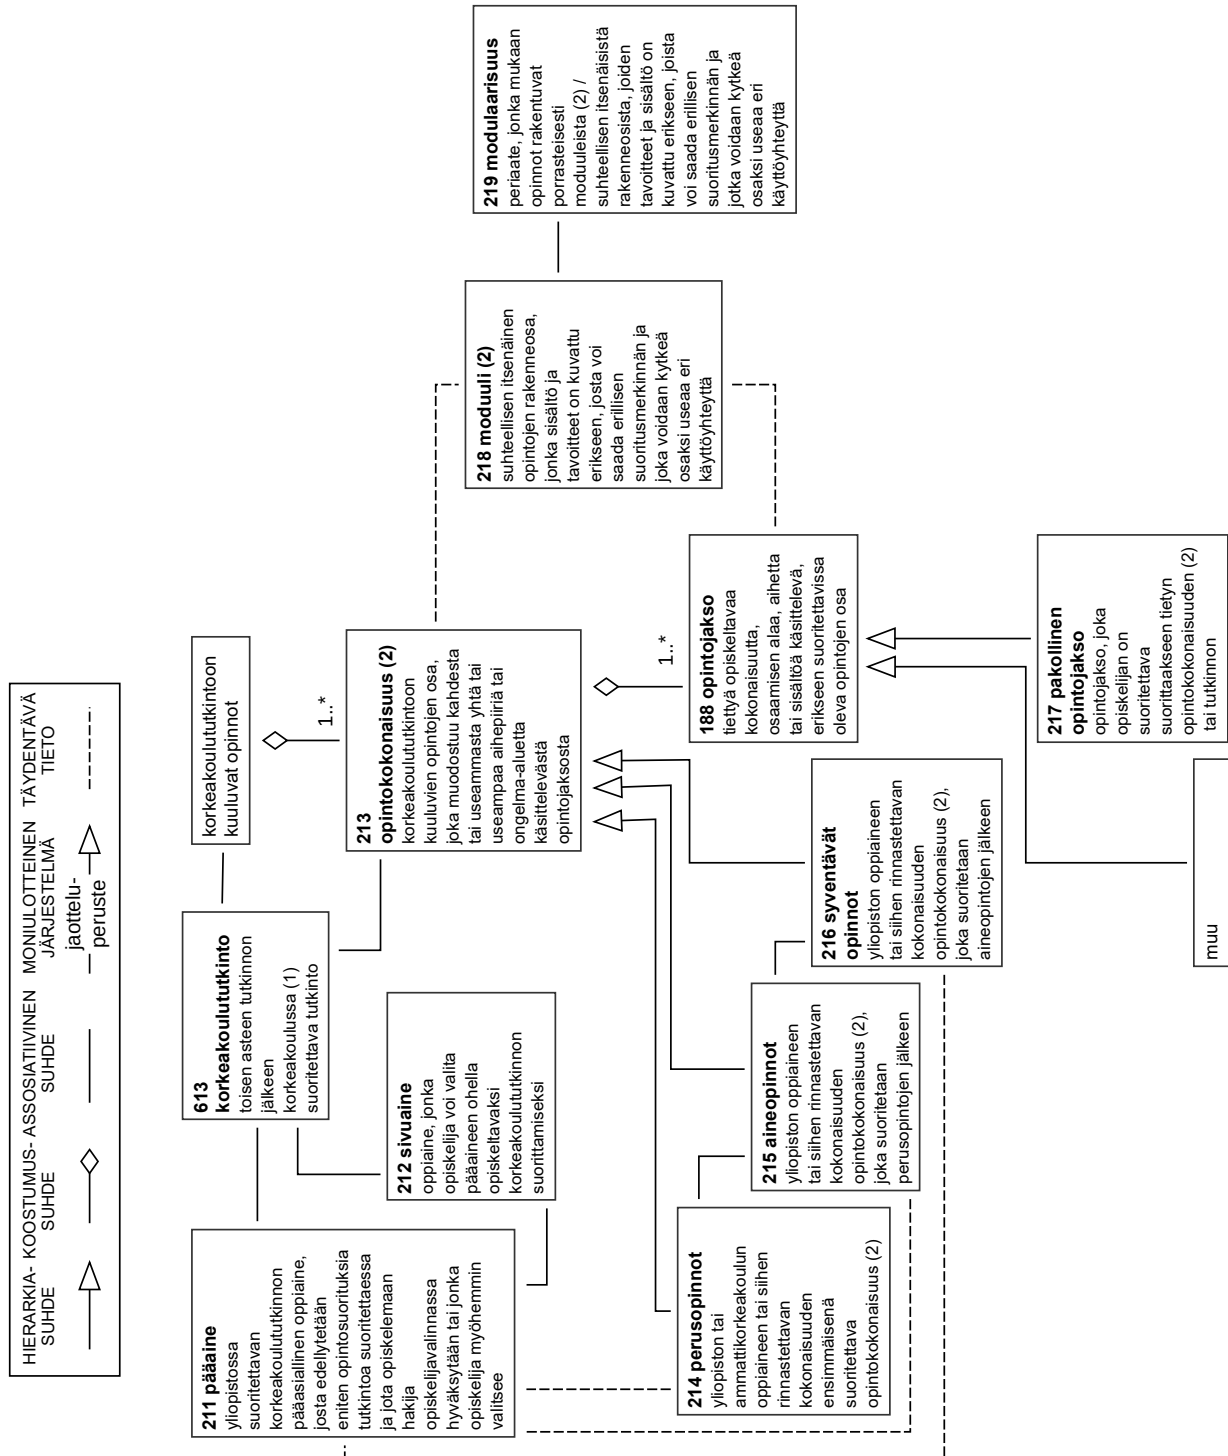 HIERARKIA-
SUHDE
KOOSTUMUS-
SUHDE
ASSOSIATIIVINEN
SUHDE
MONIULOTTEINEN
JÄRJESTELMÄ
jaottelu-
peruste
TÄYDENTÄVÄ
TIETO
211 pääaine
yliopistossa
suoritettavan
korkeakoulututkinnon
pääasiallinen oppiaine,
josta edellytetään
eniten opintosuorituksia
tutkintoa suoritettaessa
ja jota opiskelemaan
hakija
opiskelijavalinnassa
hyväksytään tai jonka
opiskelija myöhemmin
valitsee
613
korkeakoulututkinto
toisen asteen tutkinnon
jälkeen
korkeakoulussa (1)
suoritettava tutkinto
korkeakoulututkintoon
kuuluvat opinnot
1..*
212 sivuaine
oppiaine, jonka
opiskelija voi valita
pääaineen ohella
opiskeltavaksi
korkeakoulututkinnon
suorittamiseksi
213
opintokokonaisuus (2)
korkeakoulututkintoon
kuuluvien opintojen osa,
joka muodostuu kahdesta
tai useammasta yhtä tai
useampaa aihepiiriä tai
ongelma-aluetta
käsittelevästä
opintojaksosta
1..*
218 moduuli (2)
suhteellisen itsenäinen
opintojen rakenneosa,
jonka sisältö ja
tavoitteet on kuvattu
erikseen, josta voi
saada erillisen
suoritusmerkinnän ja
joka voidaan kytkeä
osaksi useaa eri
käyttöyhteyttä
219 modulaarisuus
periaate, jonka mukaan
opinnot rakentuvat
porrasteisesti
moduuleista (2) /
suhteellisen itsenäisistä
rakenneosista, joiden
tavoitteet ja sisältö on
kuvattu erikseen, joista
voi saada erillisen
suoritusmerkinnän ja
jotka voidaan kytkeä
osaksi useaa eri
käyttöyhteyttä
214 perusopinnot
yliopiston tai
ammattikorkeakoulun
oppiaineen tai siihen
rinnastettavan
kokonaisuuden
ensimmäisenä
suoritettava
opintokokonaisuus (2)
215 aineopinnot
yliopiston oppiaineen
tai siihen rinnastettavan
kokonaisuuden
opintokokonaisuus (2),
joka suoritetaan
perusopintojen jälkeen
216 syventävät
opinnot
yliopiston oppiaineen
tai siihen rinnastettavan
kokonaisuuden
opintokokonaisuus (2),
joka suoritetaan
aineopintojen jälkeen
188 opintojakso
tiettyä opiskeltavaa
kokonaisuutta,
osaamisen alaa, aihetta
tai sisältöä käsittelevä,
erikseen suoritettavissa
oleva opintojen osa
217 pakollinen
opintojakso
opintojakso, joka
opiskelijan on
suoritettava
suorittaakseen tietyn
opintokokonaisuuden (2)
tai tutkinnon
muu